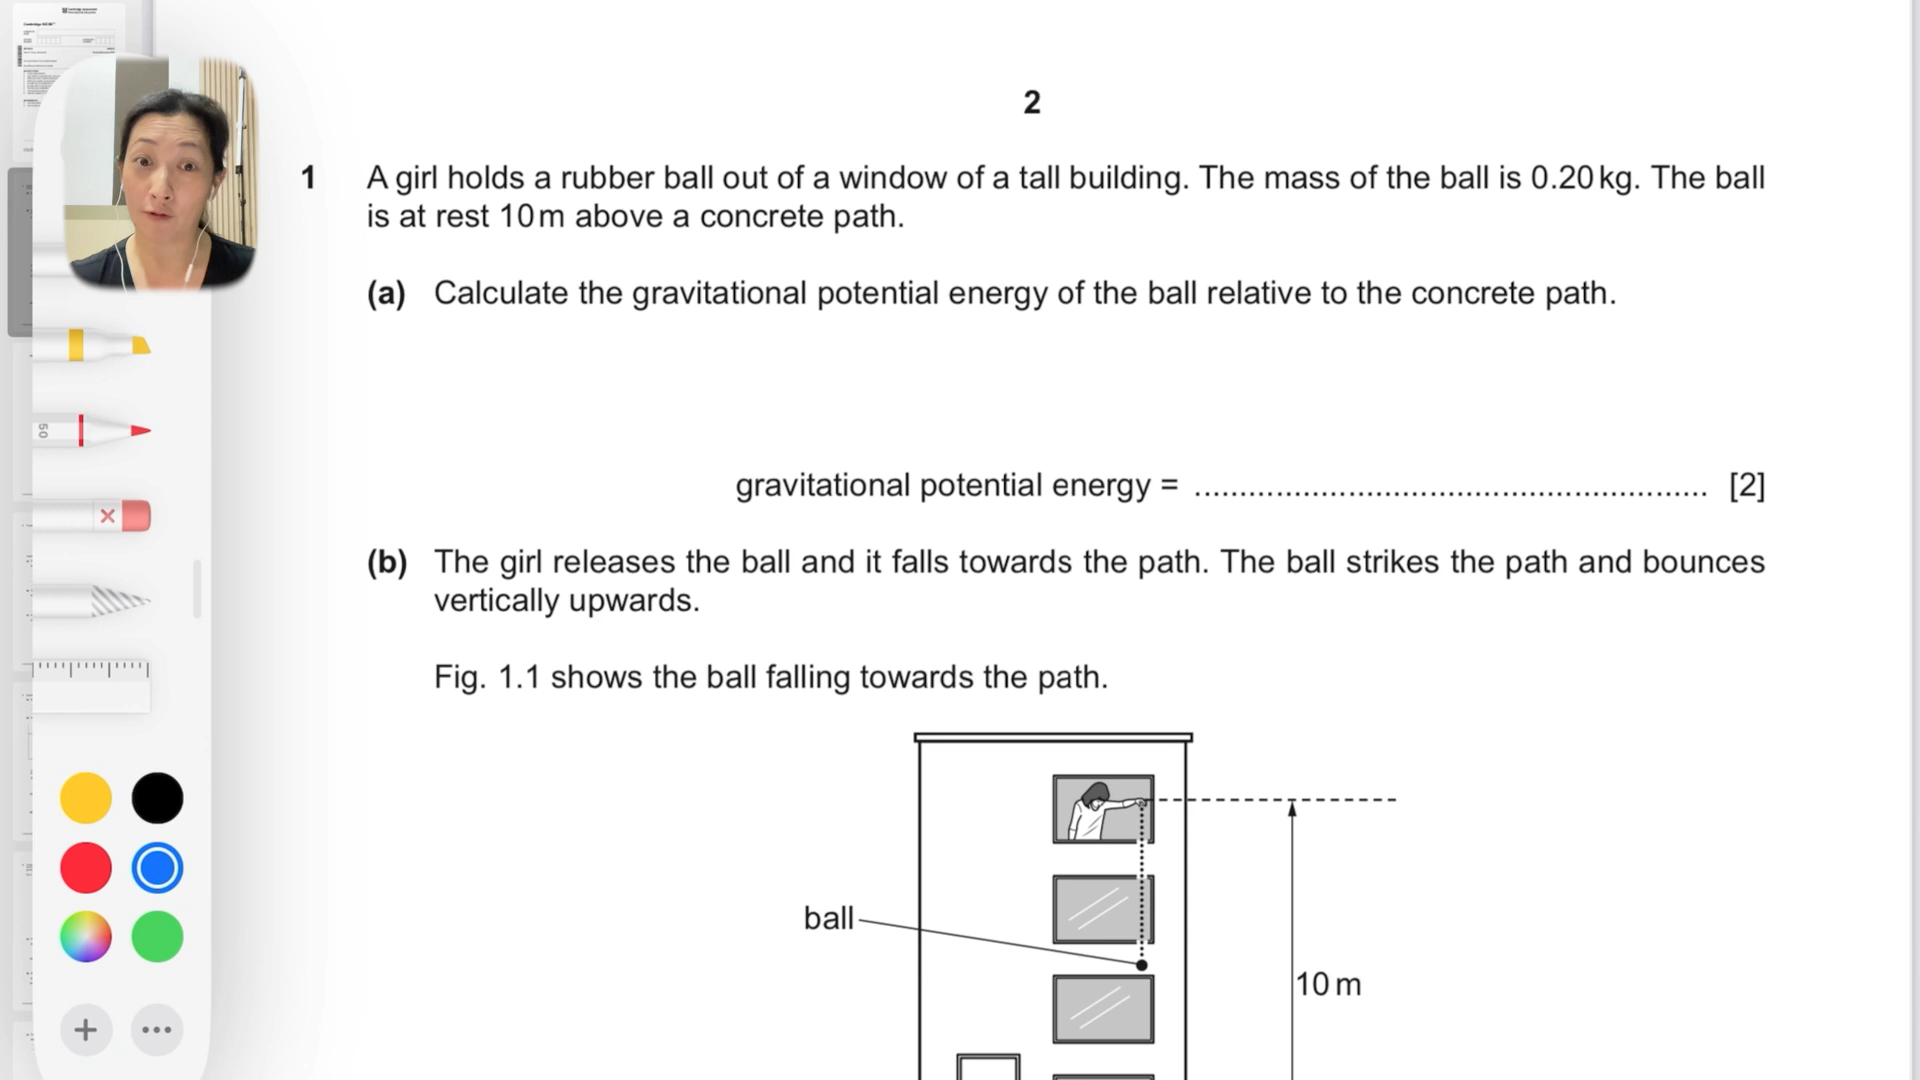 2
1 A girl holds a rubber ball out of a window of a tall building. The mass of the ball is 0.20 kg. The ball
is at rest 10 m above a concrete path.
(a) Calculate the gravitational potential energy of the ball relative to the concrete path.
gravitational potential energy = ........................................................ [2]
(b) The girl releases the ball and it falls towards the path. The ball strikes the path and bounces
vertically upwards.
Fig. 1.1 shows the ball falling towards the path.
ball
10 m
50